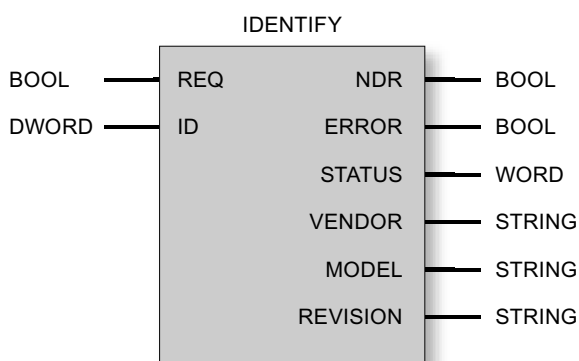 IDENTIFY
BOOL REQ NDR BOOL
DWORD ID ERROR BOOL
STATUS WORD
VENDOR STRING
MODEL STRING
REVISION STRING